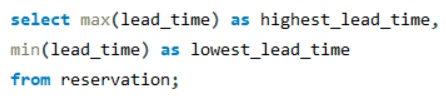 select max(lead_time) as highest_lead_time,
min(lead_time) as lowest_lead_time
from reservation;